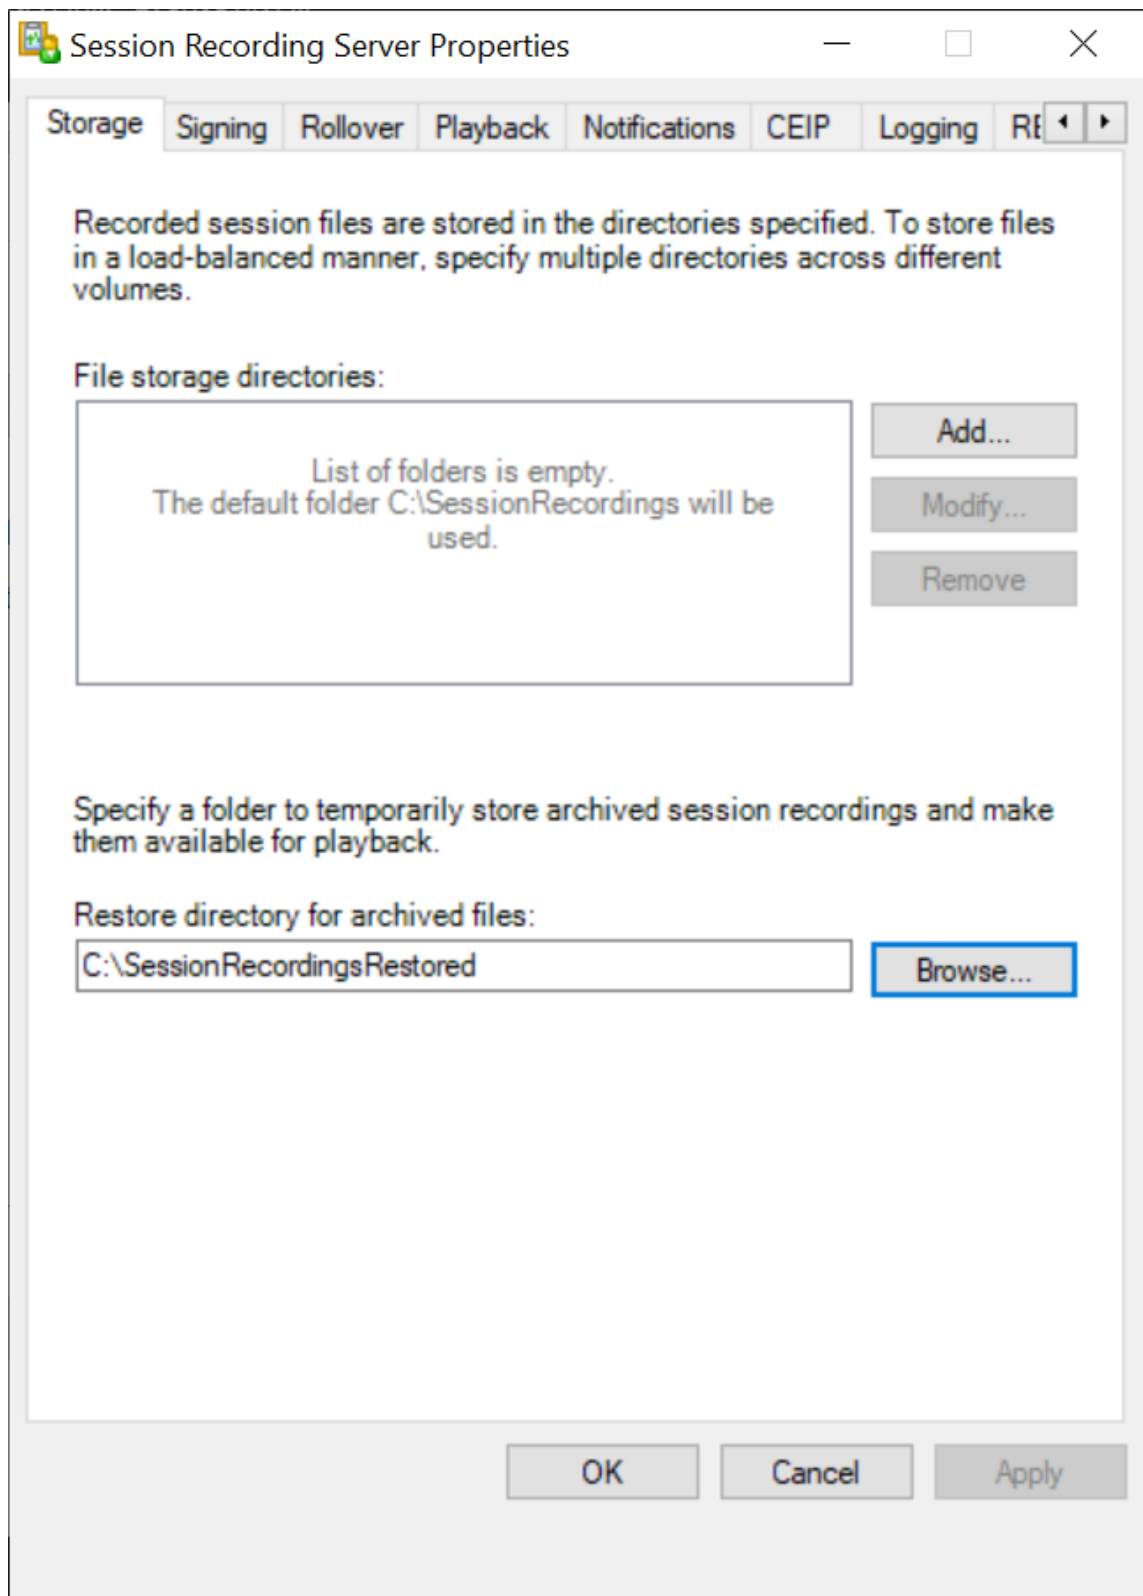 Session Recording Server Properties
Storage
Signing
Rollover
Playback
Notifications
CEIP
Logging
Recorded session files are stored in the directories specified. To store files
in a load-balanced manner, specify multiple directories across different
volumes.
File storage directories:
List of folders is empty.
The default folder C:\SessionRecordings will be
used.
Add...
Modify...
Remove
Specify a folder to temporarily store archived session recordings and make
them available for playback.
Restore directory for archived files:
C:\SessionRecordingsRestored
Browse...
OK
Cancel
Apply